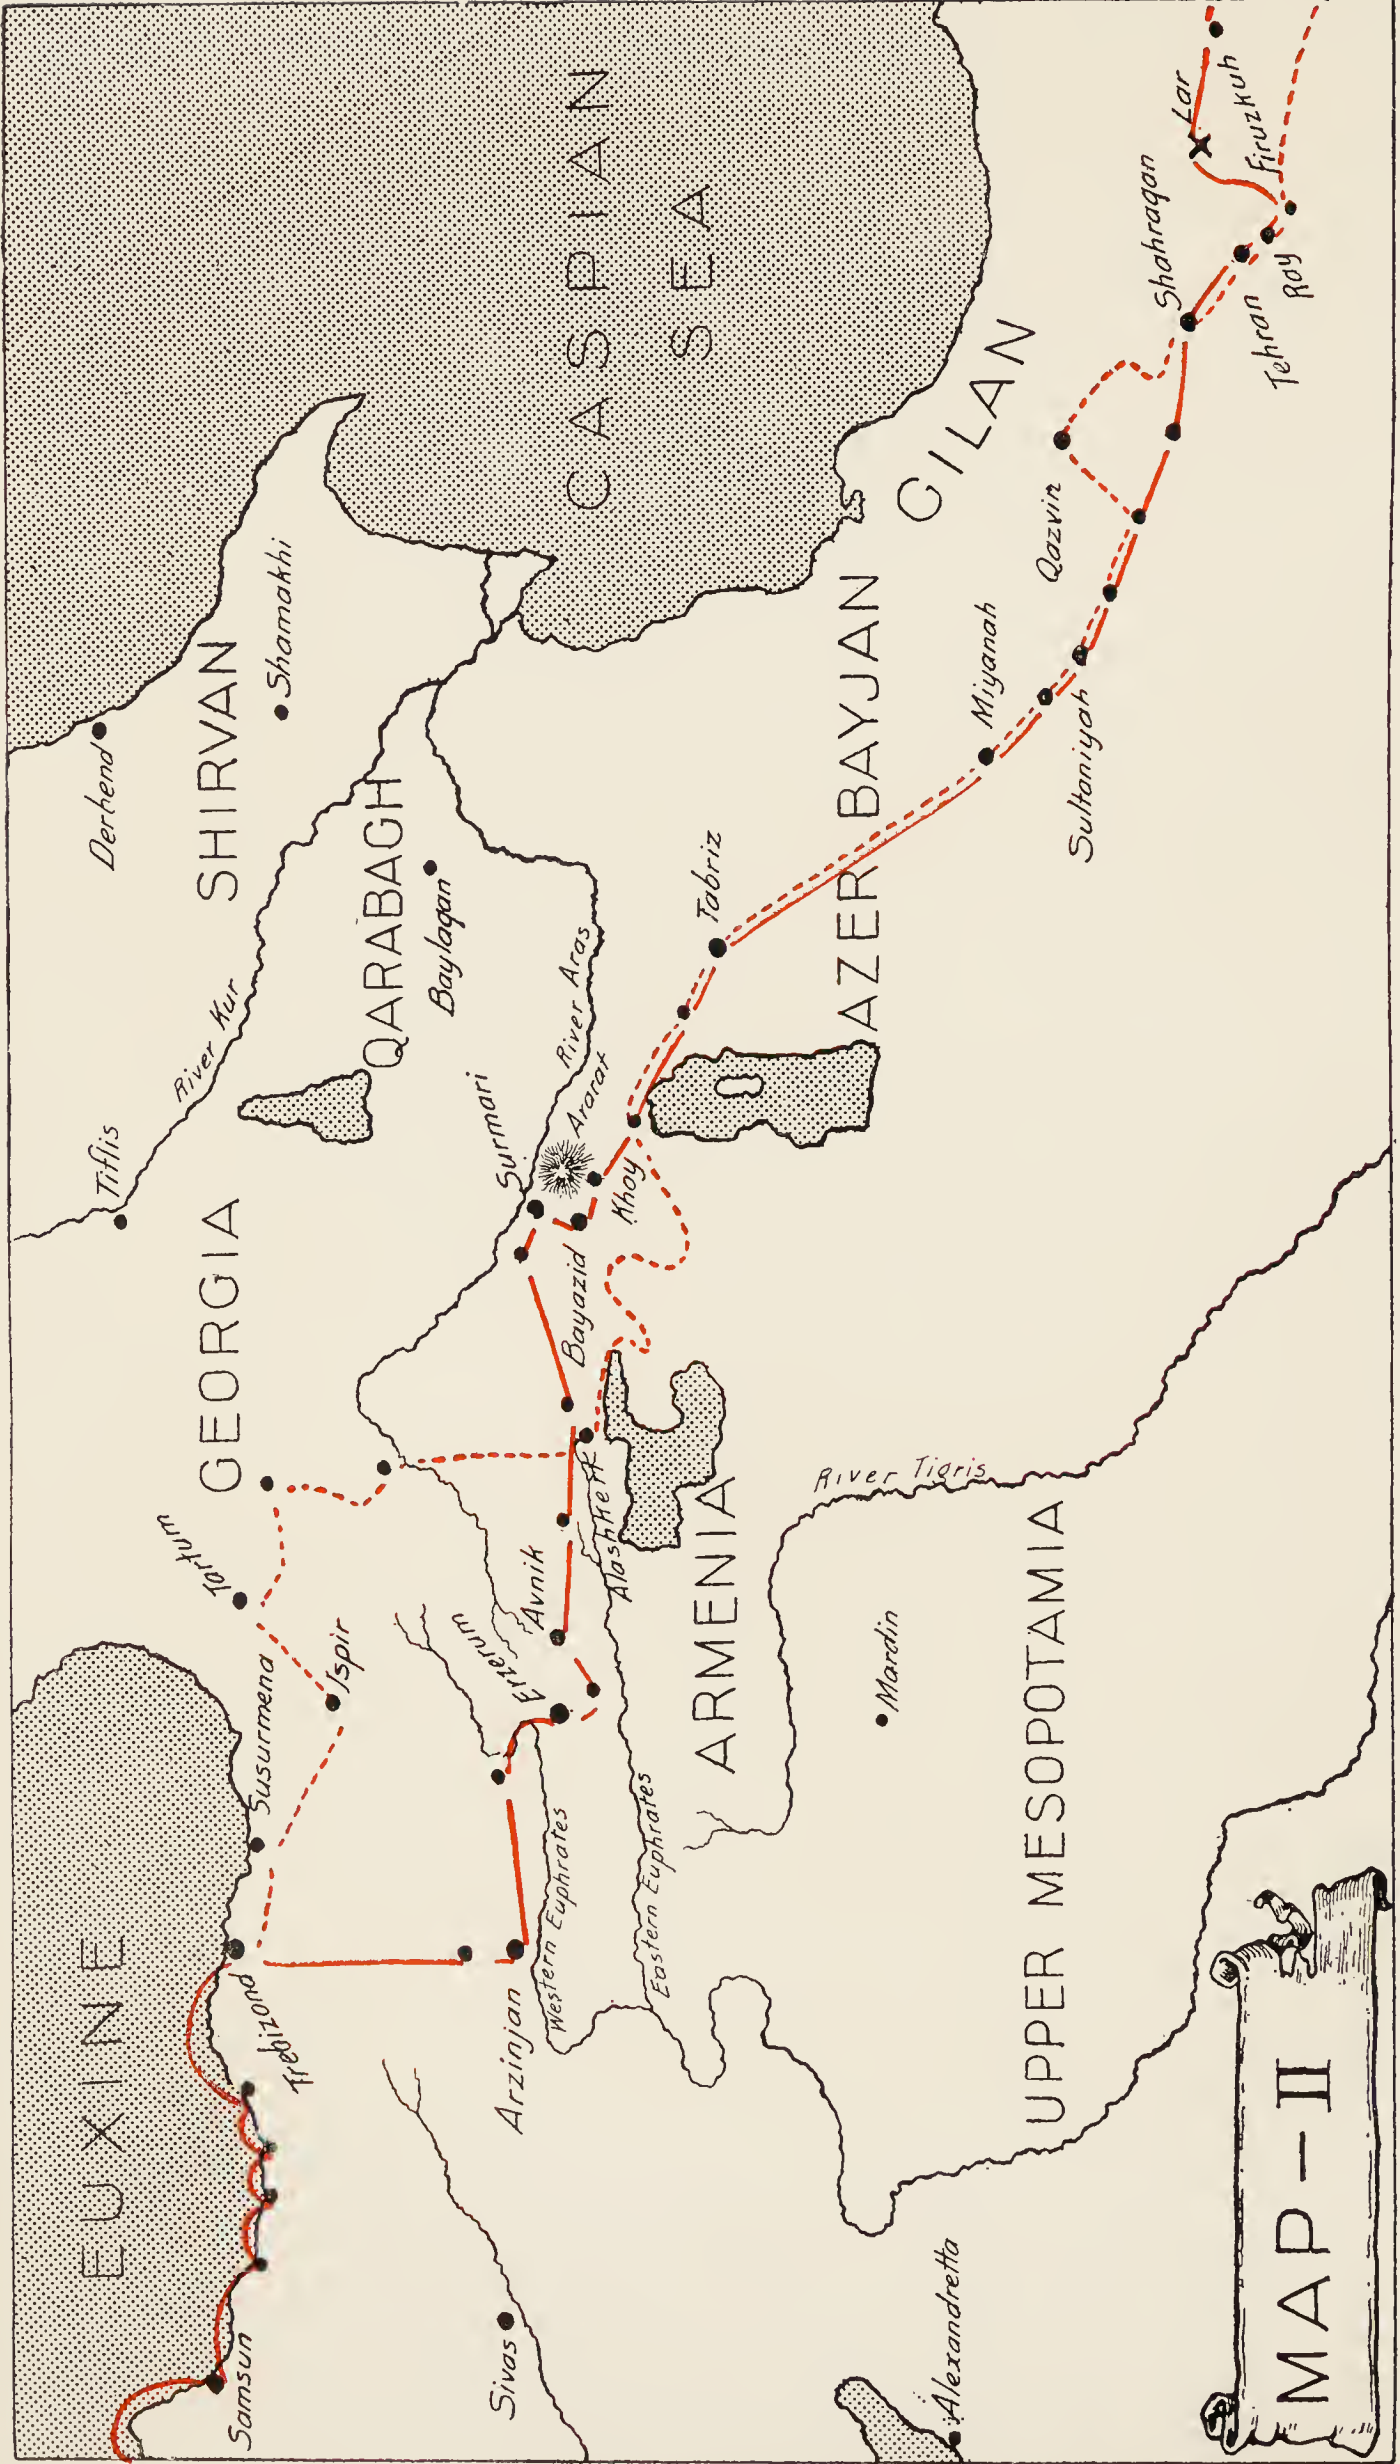 EUXINE
CASPIAN
SEA
Samsun
Trebizond
Susurmena
Ispir
Tortum
GEORGIA
Tiflis
River Kur
SHIRVAN
Derhend
Shamakhi
QARABAGH
Baylaqan
River Aras
Ararat
Surmari
Sivas
Arzinjan
Western Euphrates
Erzerum
Avnik
Alashkert
Bayazid
Khoy
Tabriz
Eastern Euphrates
ARMENIA
AZERBAYJAN
Miyanah
Sultaniyah
GILAN
Qazvin
Shahraqan
Tehran
Ray
Lar
Firuzkuh
River Tigris
Mardin
UPPER MESOPOTAMIA
Alexandretta
MAP-II